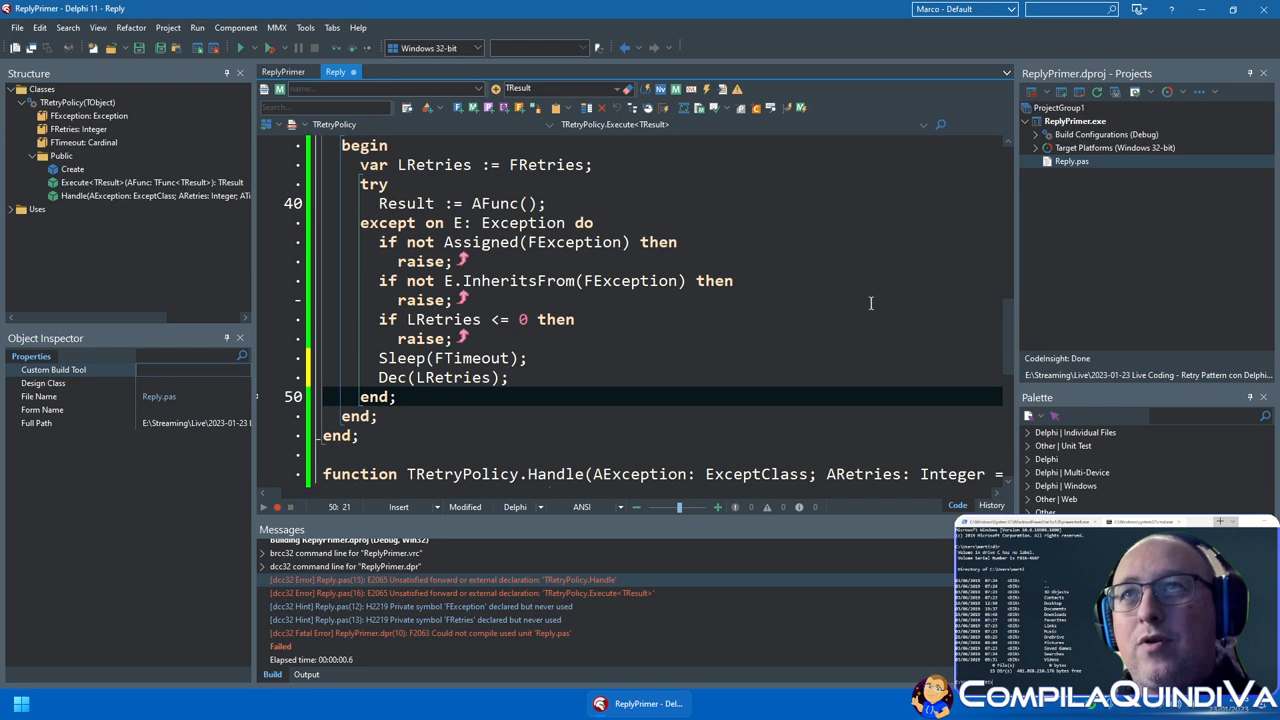 ReplyPrimer - Delphi 11 - Reply
Marco - Default
File Edit Search View Refactor Project Run Component MMX Tools Tabs Help
Windows 32-bit
Structure
Classes
TRetryPolicy(TObject)
FException: Exception
FRetries: Integer
FTimeout: Cardinal
Public
Create
Execute<TResult>(AFunc: TFunc<TResult>): TResult
Handle(AException: ExceptClass; ARetries: Integer; ATi
Uses
Object Inspector
Properties
Custom Build Tool
Design Class
File Name Reply.pas
Form Name
Full Path E:\Streaming\Live\2023-01-23 L
ReplyPrimer Reply
name... TResult
Search...
TRetryPolicy TRetryPolicy.Execute<TResult>
begin
var LRetries := FRetries;
try
40 Result := AFunc();
except on E: Exception do
if not Assigned(FException) then
raise;
if not E.InheritsFrom(FException) then
raise;
if LRetries <= 0 then
raise;
Sleep(FTimeout);
Dec(LRetries);
50 end;
end;
end;
function TRetryPolicy.Handle(AException: ExceptClass; ARetries: Integer =
50: 21 Insert Modified Delphi ANSI 0 0 0 Code History
Messages
Building ReplyPrimer.dproj (Debug, Win32)
brcc32 command line for "ReplyPrimer.vrc"
dcc32 command line for "ReplyPrimer.dpr"
[dcc32 Error] Reply.pas(15): E2065 Unsatisfied forward or external declaration: 'TRetryPolicy.Handle'
[dcc32 Error] Reply.pas(16): E2065 Unsatisfied forward or external declaration: 'TRetryPolicy.Execute<TResult>'
[dcc32 Hint] Reply.pas(12): H2219 Private symbol 'FException' declared but never used
[dcc32 Hint] Reply.pas(13): H2219 Private symbol 'FRetries' declared but never used
[dcc32 Fatal Error] ReplyPrimer.dpr(10): F2063 Could not compile used unit 'Reply.pas'
Failed
Elapsed time: 00:00:00.6
Build Output
ReplyPrimer.dproj - Projects
ProjectGroup1
ReplyPrimer.exe
Build Configurations (Debug)
Target Platforms (Windows 32-bit)
Reply.pas
CodeInsight: Done
E:\Streaming\Live\2023-01-23 Live Coding - Retry Pattern con Delphi
Palette
Delphi | Individual Files
Other | Unit Test
Delphi
Delphi | Multi-Device
Delphi | Windows
Other | Web
Other
ReplyPrimer - Del...
COMPILAQUINDIVA